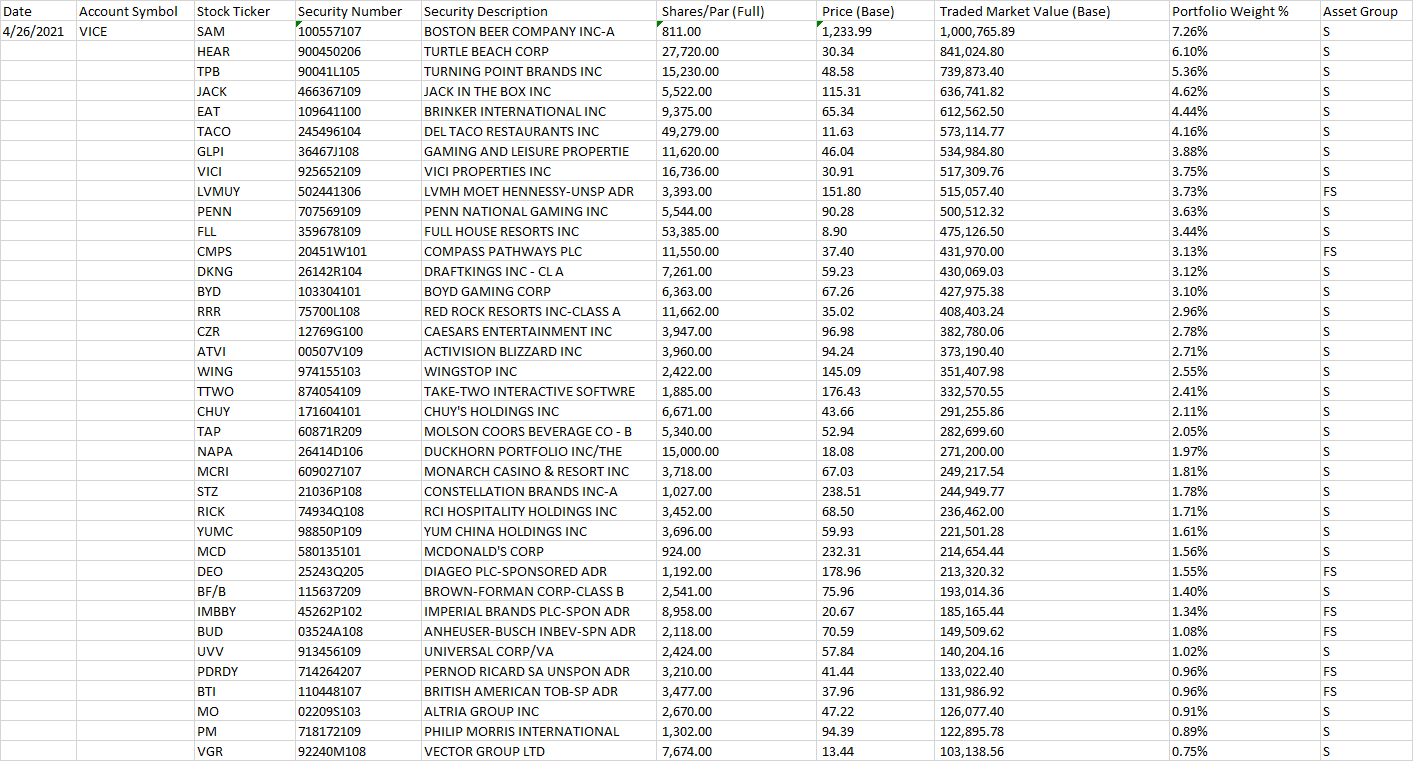 Date Account Symbol Stock Ticker Security Number Security Description Shares/Par (Full) Price (Base) Traded Market Value (Base) Portfolio Weight % Asset Group
4/26/2021 VICE SAM 100557107 BOSTON BEER COMPANY INC-A 811.00 1,233.99 1,000,765.89 7.26% S
HEAR 900450206 TURTLE BEACH CORP 27,720.00 30.34 841,024.80 6.10% S
TPB 90041L105 TURNING POINT BRANDS INC 15,230.00 48.58 739,873.40 5.36% S
JACK 466367109 JACK IN THE BOX INC 5,522.00 115.31 636,741.82 4.62% S
EAT 109641100 BRINKER INTERNATIONAL INC 9,375.00 65.34 612,562.50 4.44% S
TACO 245496104 DEL TACO RESTAURANTS INC 49,279.00 11.63 573,114.77 4.16% S
GLPI 36467J108 GAMING AND LEISURE PROPERTIE 11,620.00 46.04 534,984.80 3.88% S
VICI 925652109 VICI PROPERTIES INC 16,736.00 30.91 517,309.76 3.75% S
LVMUY 502441306 LVMH MOET HENNESSY-UNSP ADR 3,393.00 151.80 515,057.40 3.73% FS
PENN 707569109 PENN NATIONAL GAMING INC 5,544.00 90.28 500,512.32 3.63% S
FLL 359678109 FULL HOUSE RESORTS INC 53,385.00 8.90 475,126.50 3.44% S
CMPS 20451W101 COMPASS PATHWAYS PLC 11,550.00 37.40 431,970.00 3.13% FS
DKNG 26142R104 DRAFTKINGS INC - CL A 7,261.00 59.23 430,069.03 3.12% S
BYD 103304101 BOYD GAMING CORP 6,363.00 67.26 427,975.38 3.10% S
RRR 75700L108 RED ROCK RESORTS INC-CLASS A 11,662.00 35.02 408,403.24 2.96% S
CZR 12769G100 CAESARS ENTERTAINMENT INC 3,947.00 96.98 382,780.06 2.78% S
ATVI 00507V109 ACTIVISION BLIZZARD INC 3,960.00 94.24 373,190.40 2.71% S
WING 974155103 WINGSTOP INC 2,422.00 145.09 351,407.98 2.55% S
TTWO 874054109 TAKE-TWO INTERACTIVE SOFTWRE 1,885.00 176.43 332,570.55 2.41% S
CHUY 171604101 CHUY'S HOLDINGS INC 6,671.00 43.66 291,255.86 2.11% S
TAP 60871R209 MOLSON COORS BEVERAGE CO - B 5,340.00 52.94 282,699.60 2.05% S
NAPA 26414D106 DUCKHORN PORTFOLIO INC/THE 15,000.00 18.08 271,200.00 1.97% S
MCRI 609027107 MONARCH CASINO & RESORT INC 3,718.00 67.03 249,217.54 1.81% S
STZ 21036P108 CONSTELLATION BRANDS INC-A 1,027.00 238.51 244,949.77 1.78% S
RICK 74934Q108 RCI HOSPITALITY HOLDINGS INC 3,452.00 68.50 236,462.00 1.71% S
YUMC 98850P109 YUM CHINA HOLDINGS INC 3,696.00 59.93 221,501.28 1.61% S
MCD 580135101 MCDONALD'S CORP 924.00 232.31 214,654.44 1.56% S
DEO 25243Q205 DIAGEO PLC-SPONSORED ADR 1,192.00 178.96 213,320.32 1.55% FS
BF/B 115637209 BROWN-FORMAN CORP-CLASS B 2,541.00 75.96 193,014.36 1.40% S
IMBBY 45262P102 IMPERIAL BRANDS PLC-SPON ADR 8,958.00 20.67 185,165.44 1.34% FS
BUD 03524A108 ANHEUSER-BUSCH INBEV-SPN ADR 2,118.00 70.59 149,509.62 1.08% FS
UVV 913456109 UNIVERSAL CORP/VA 2,424.00 57.84 140,204.16 1.02% S
PDRDY 714264207 PERNOD RICARD SA UNSPON ADR 3,210.00 41.44 133,022.40 0.96% FS
BTI 110448107 BRITISH AMERICAN TOB-SP ADR 3,477.00 37.96 131,986.92 0.96% FS
MO 02209S103 ALTRIA GROUP INC 2,670.00 47.22 126,077.40 0.91% S
PM 718172109 PHILIP MORRIS INTERNATIONAL 1,302.00 94.39 122,895.78 0.89% S
VGR 92240M108 VECTOR GROUP LTD 7,674.00 13.44 103,138.56 0.75% S